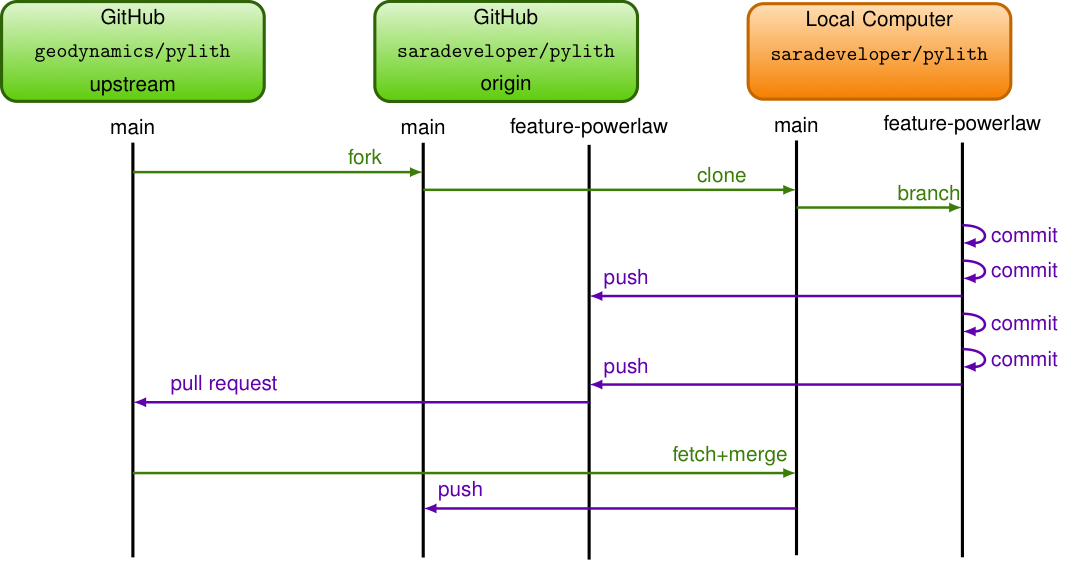 GitHub
geodynamics/pylith
upstream
GitHub
saradeveloper/pylith
origin
Local Computer
saradeveloper/pylith
main
main
feature-powerlaw
main
feature-powerlaw
fork
clone
branch
commit
commit
push
commit
commit
push
pull request
fetch+merge
push